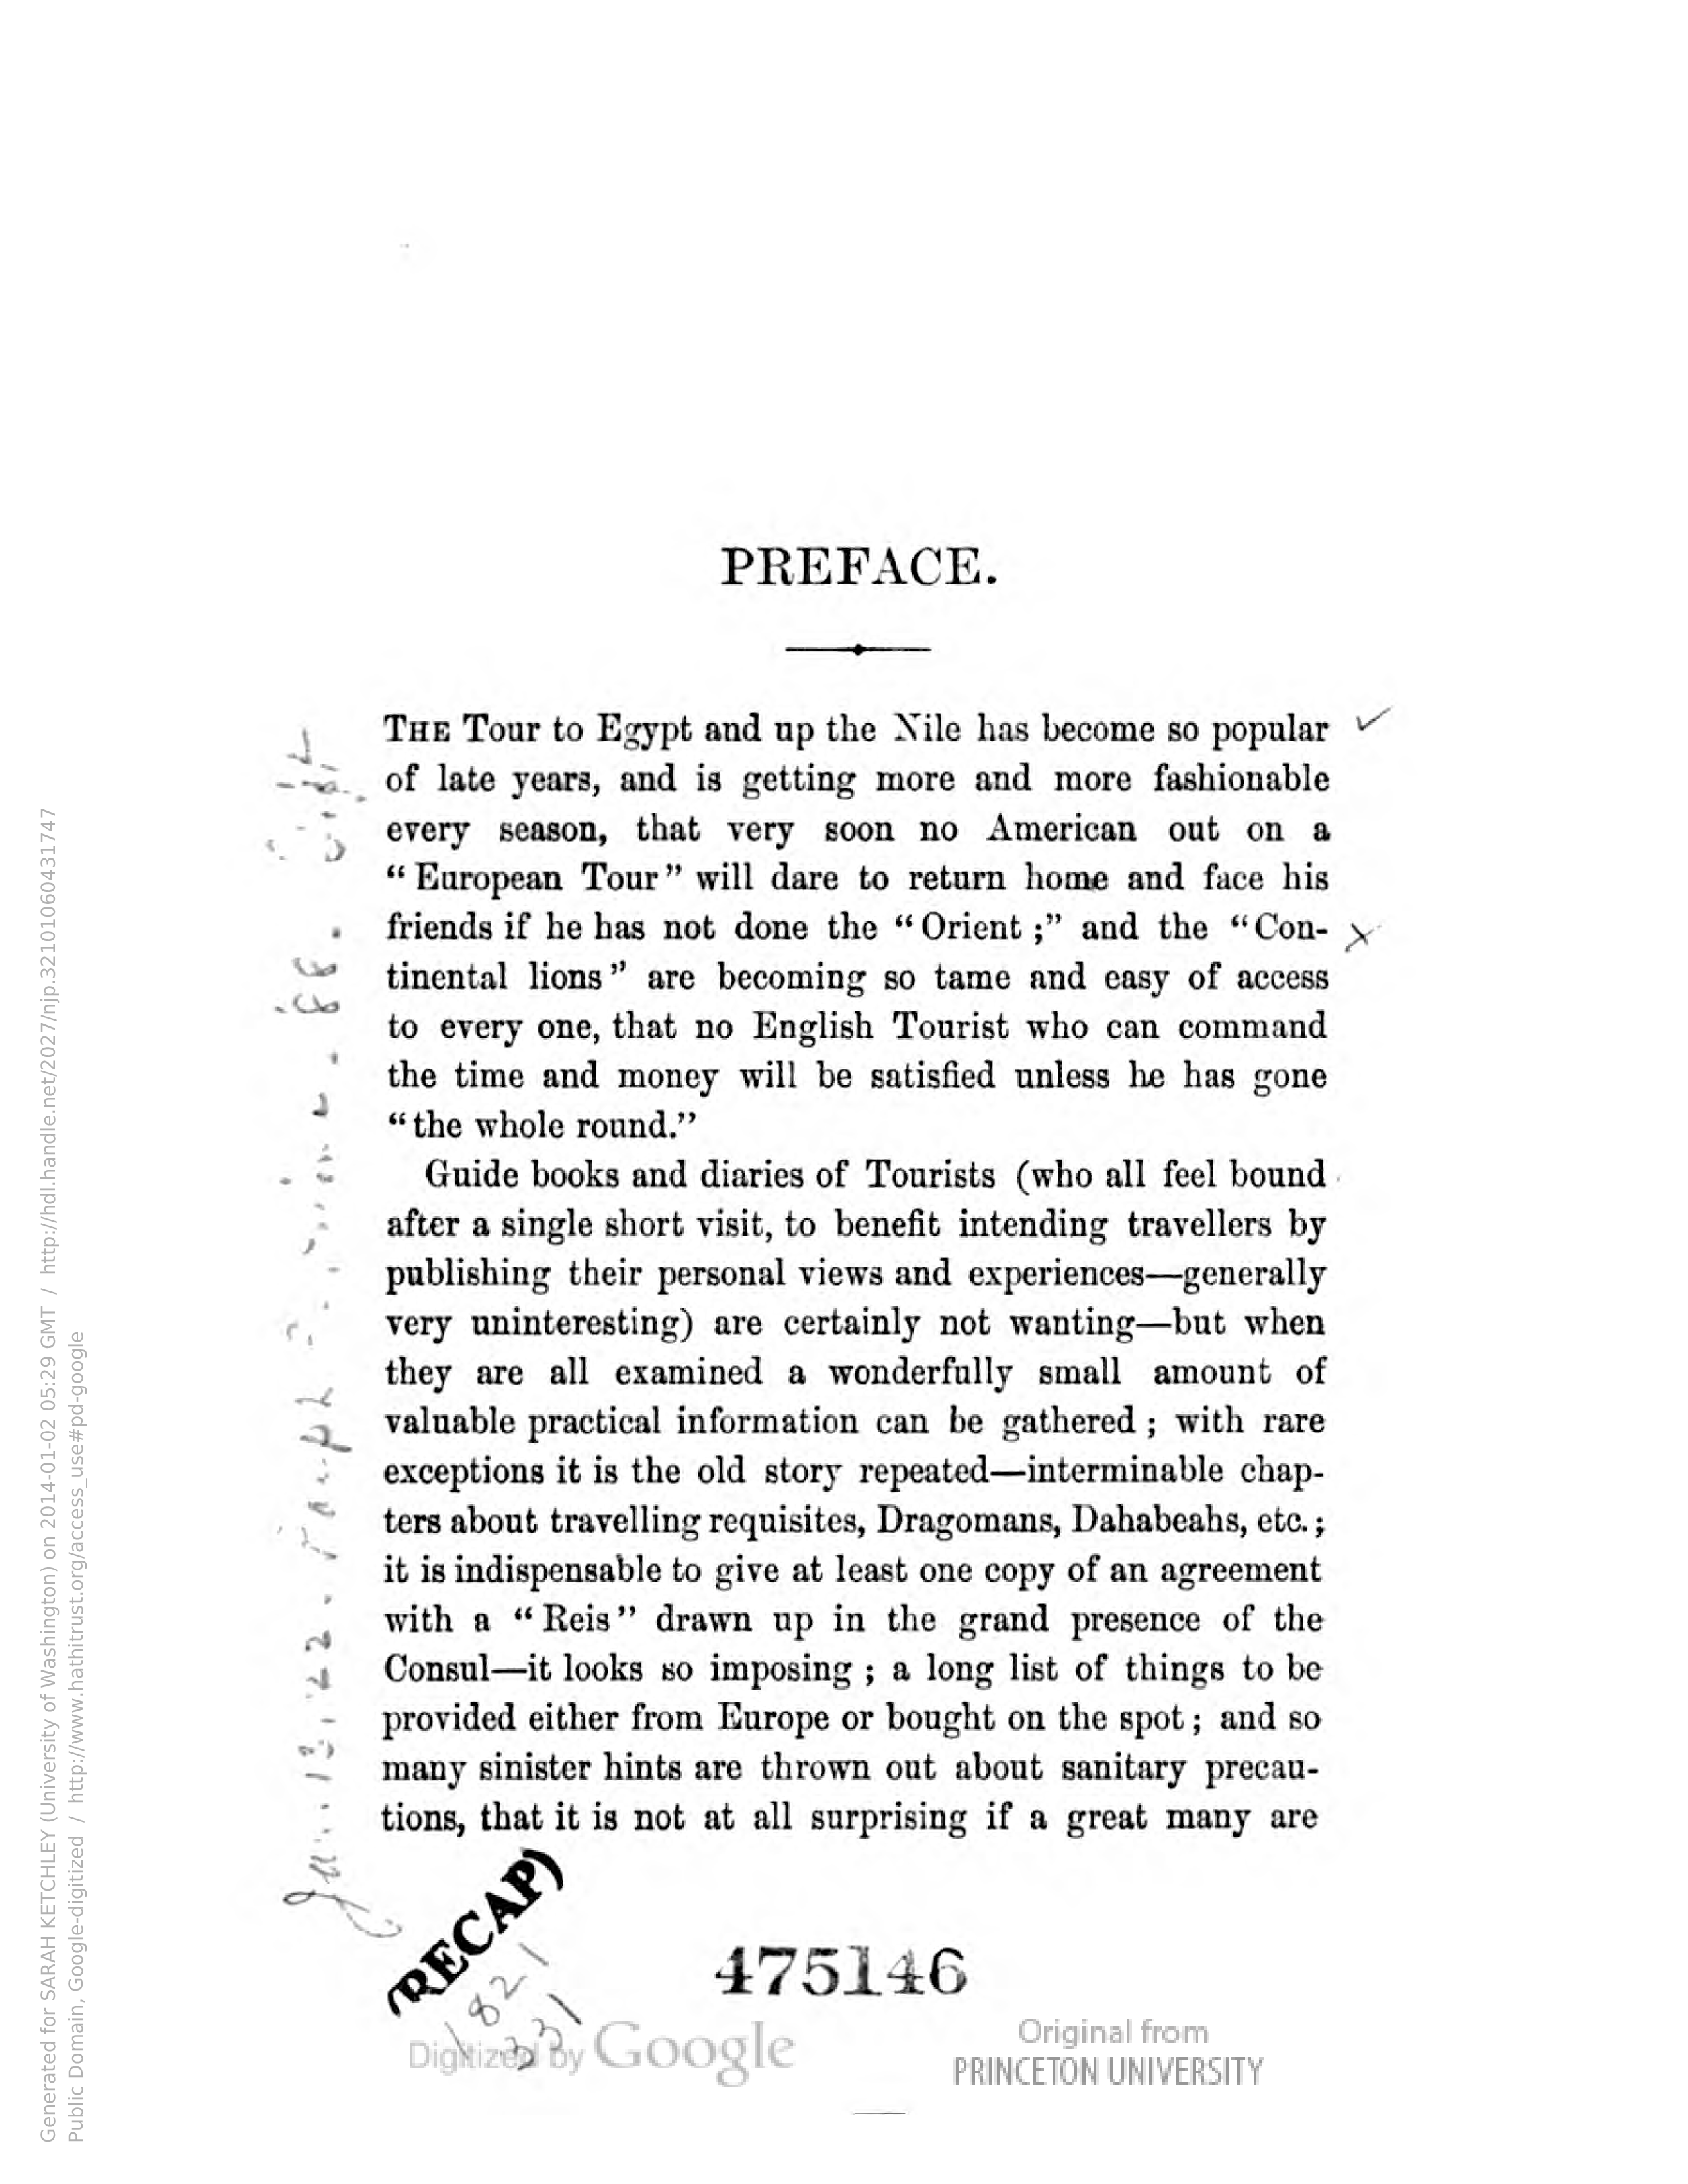 PREFACE.
THE Tour to Egypt and up the Nile has become so popular
of late years, and is getting more and more fashionable
every season, that very soon no American out on a
“ European Tour” will dare to return home and face his
friends if he has not done the “ Orient ;” and the “Con-
tinental lions” are becoming so tame and easy of access
to every one, that no English Tourist who can command
the time and money will be satisfied unless he has gone
“the whole round.”
Guide books and diaries of Tourists (who all feel bound
after a single short visit, to benefit intending travellers by
publishing their personal views and experiences—generally
very uninteresting) are certainly not wanting—but when
they are all examined a wonderfully small amount of
valuable practical information can be gathered ; with rare
exceptions it is the old story repeated—interminable chap-
ters about travelling requisites, Dragomans, Dahabeahs, etc. ;
it is indispensable to give at least one copy of an agreement
with a “ Reis” drawn up in the grand presence of the
Consul—it looks so imposing ; a long list of things to be
provided either from Europe or bought on the spot ; and so
many sinister hints are thrown out about sanitary precau-
tions, that it is not at all surprising if a great many are
(RECAP)
1821
331
475146
Digitized by Google
Original from
PRINCETON UNIVERSITY
Generated for SARAH KETCHLEY (University of Washington) on 2014-01-02 05:29 GMT / http://hdl.handle.net/2027/njp.32101060431747
Public Domain, Google-digitized / http://www.hathitrust.org/access_use#pd-google